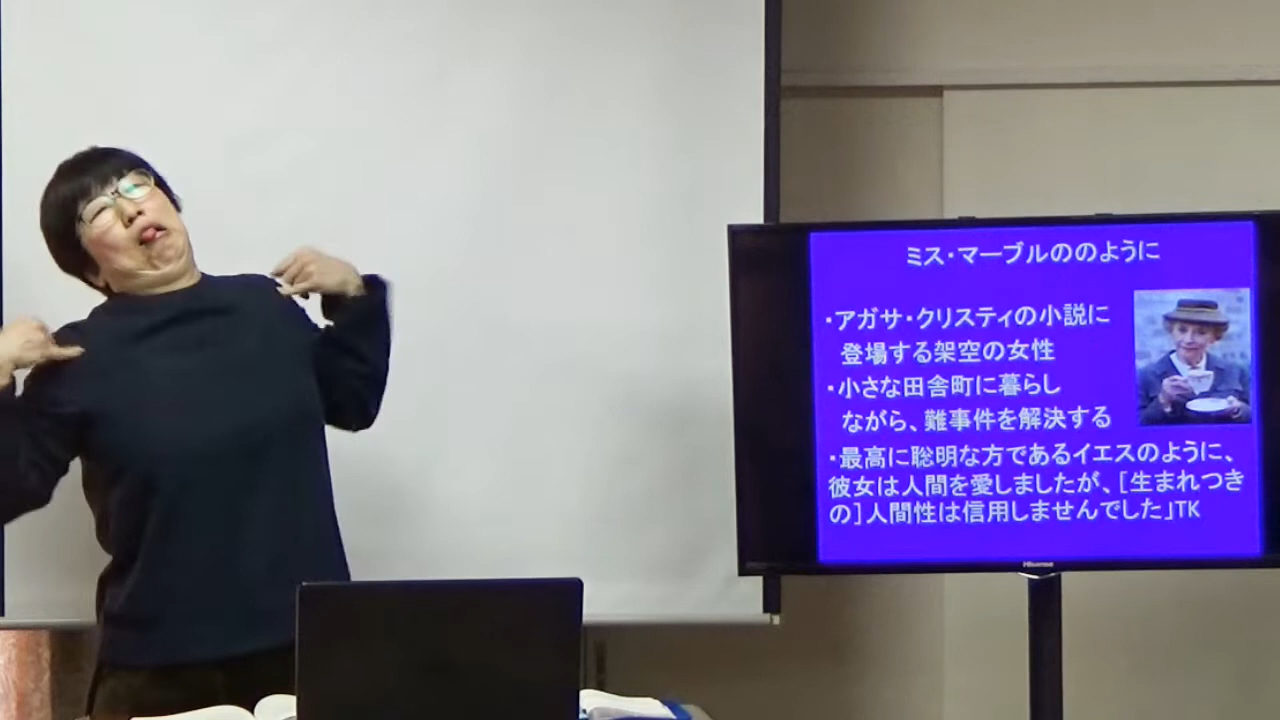 ミス・マーブルののように
・アガサ・クリスティの小説に
登場する架空の女性
・小さな田舎町に暮らし
ながら、難事件を解決する
・最高に聡明な方であるイエスのように、
彼女は人間を愛しましたが、[生まれつき
の]人間性は信用しませんでした」TK
Hisense